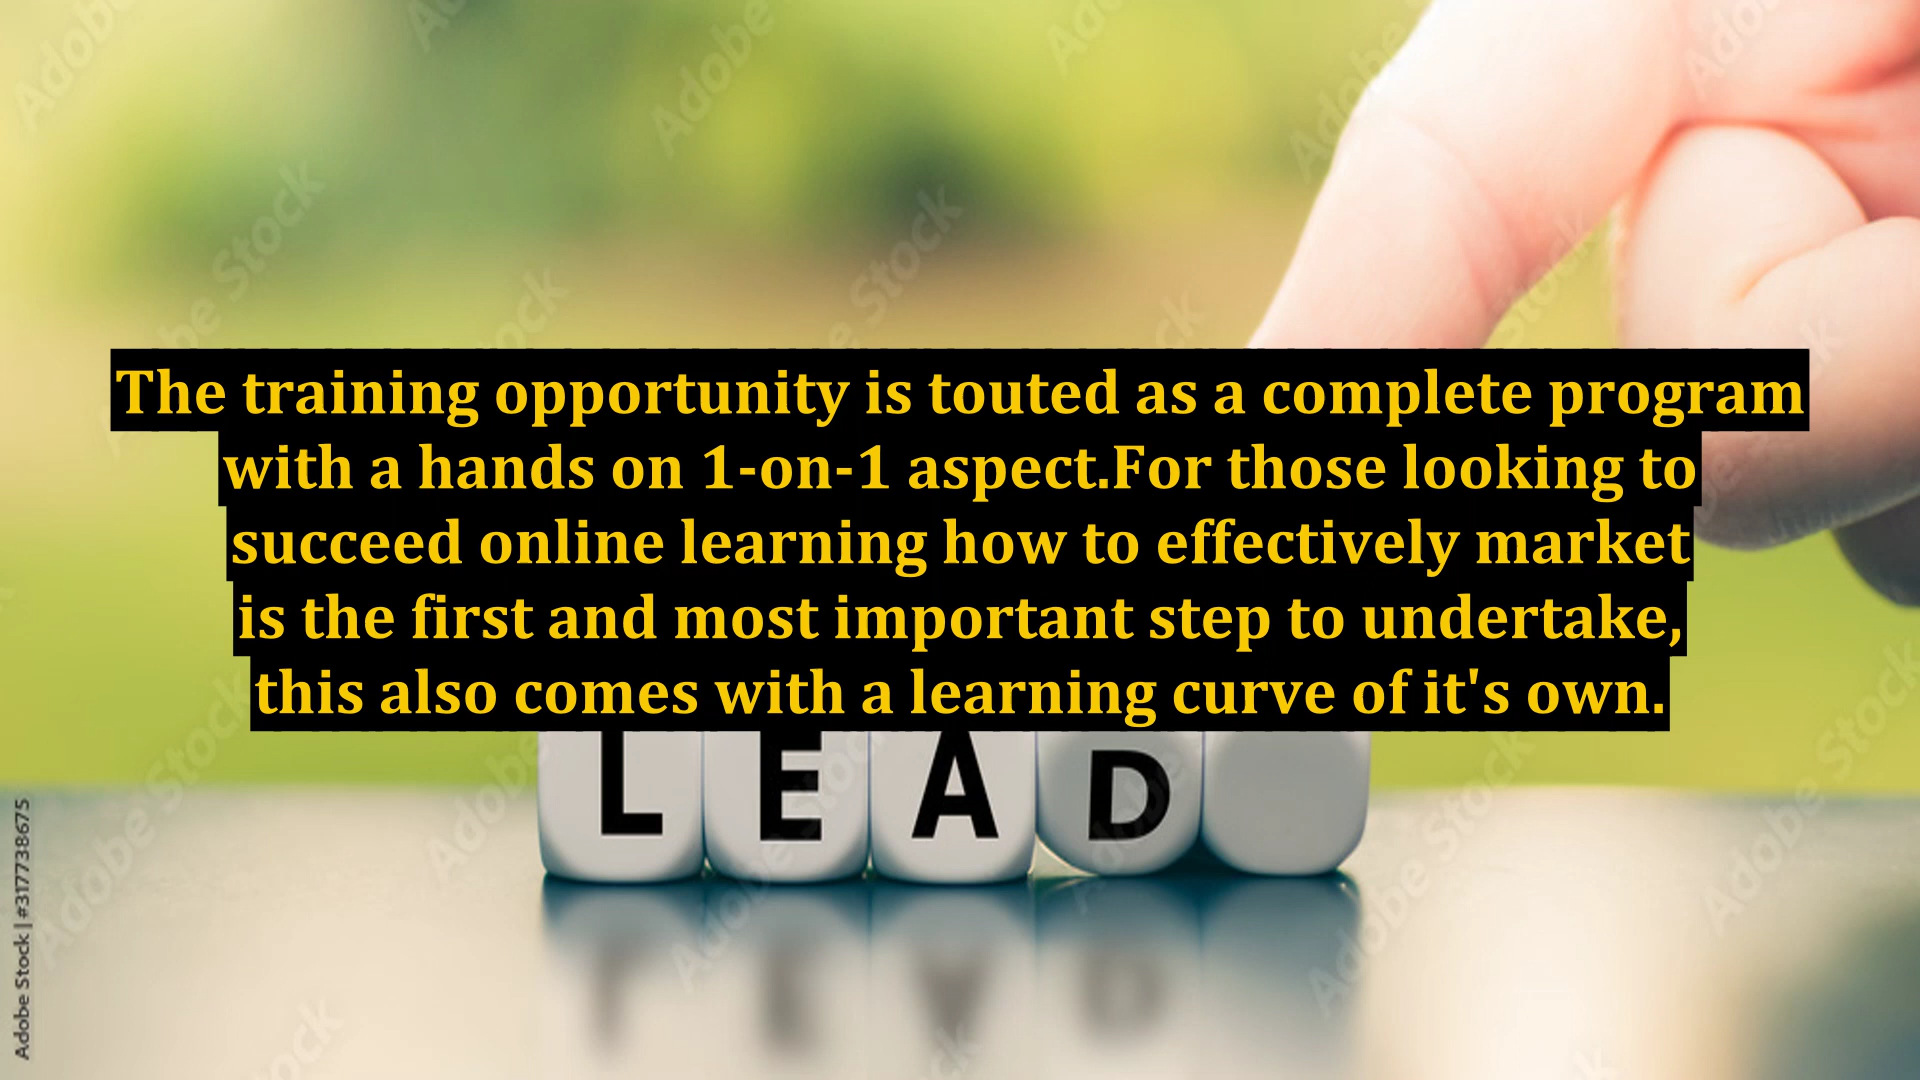 The training opportunity is touted as a complete program
with a hands on 1-on-1 aspect.For those looking to
succeed online learning how to effectively market
is the first and most important step to undertake,
this also comes with a learning curve of it's own.
LEAD
Adobe Stock | #317738675